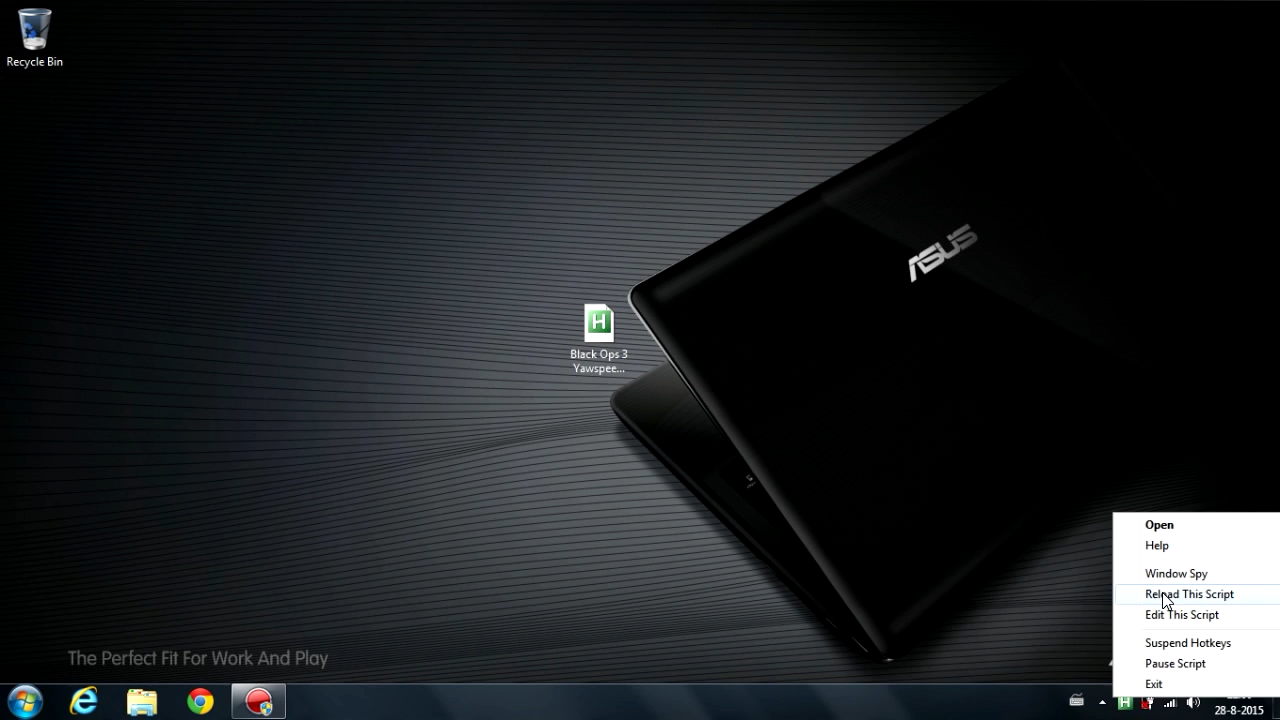 Recycle Bin
ASUS
Black Ops 3
Yawspee...
Open
Help
Window Spy
Reload This Script
Edit This Script
Suspend Hotkeys
Pause Script
Exit
The Perfect Fit For Work And Play
28-8-2015